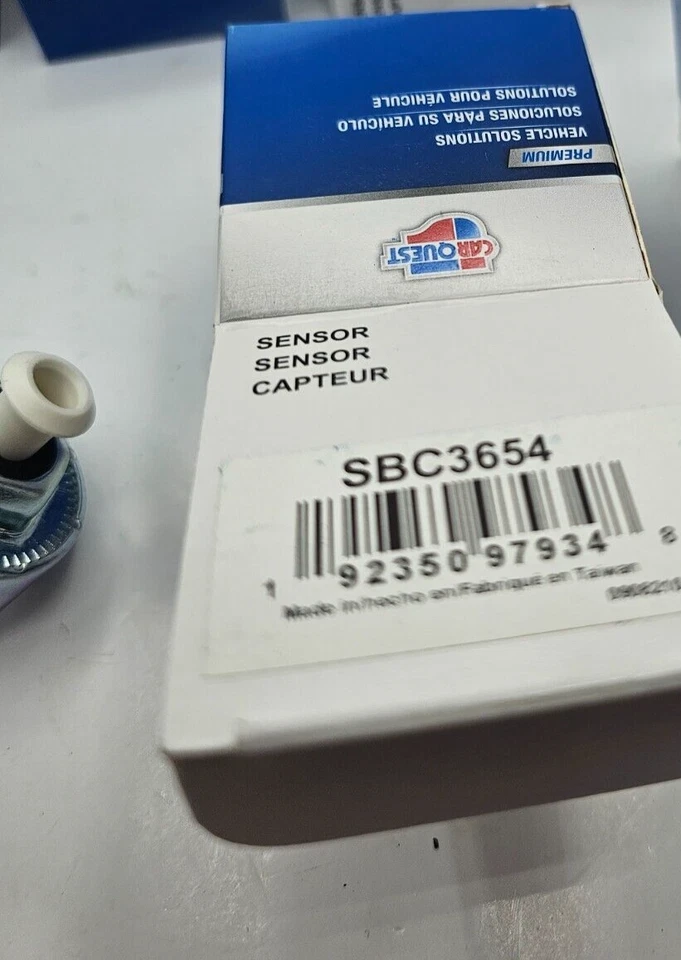 PREMIUM
VEHICLE SOLUTIONS
SOLUCIONES PARA SU VEHÍCULO
SOLUTIONS POUR VÉHICULE
CARQUEST
SENSOR
SENSOR
CAPTEUR
SBC3654
1 92350 97934 8
Made in/hecho en/Fabriqué en Taiwan